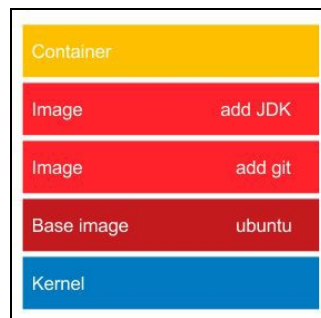 Container
Image add JDK
Image add git
Base image ubuntu
Kernel